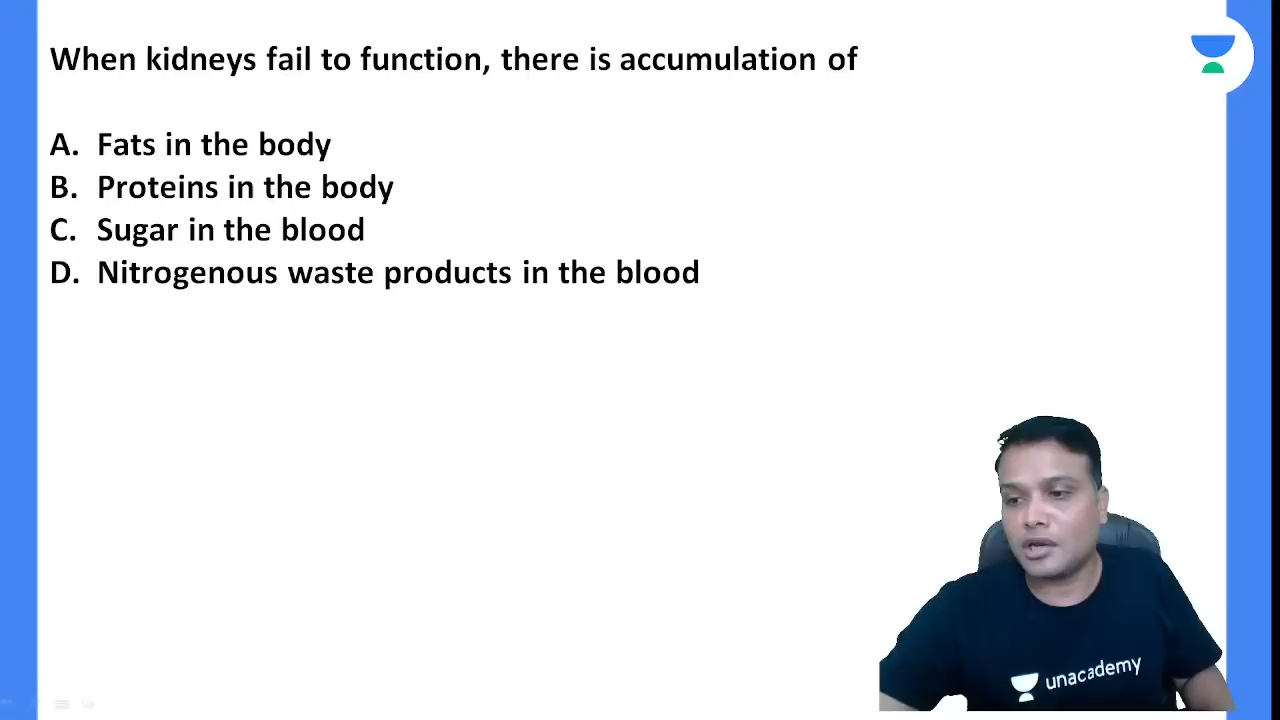 When kidneys fail to function, there is accumulation of
A. Fats in the body
B. Proteins in the body
C. Sugar in the blood
D. Nitrogenous waste products in the blood
unacademy